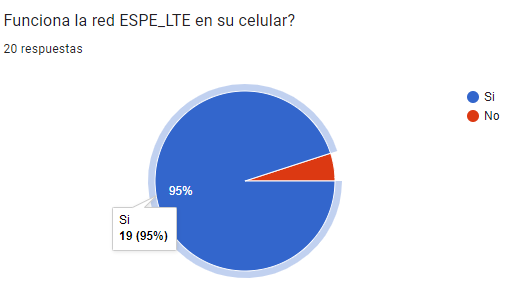 Funciona la red ESPE_LTE en su celular?
20 respuestas
Si
No
95%
Si
19 (95%)